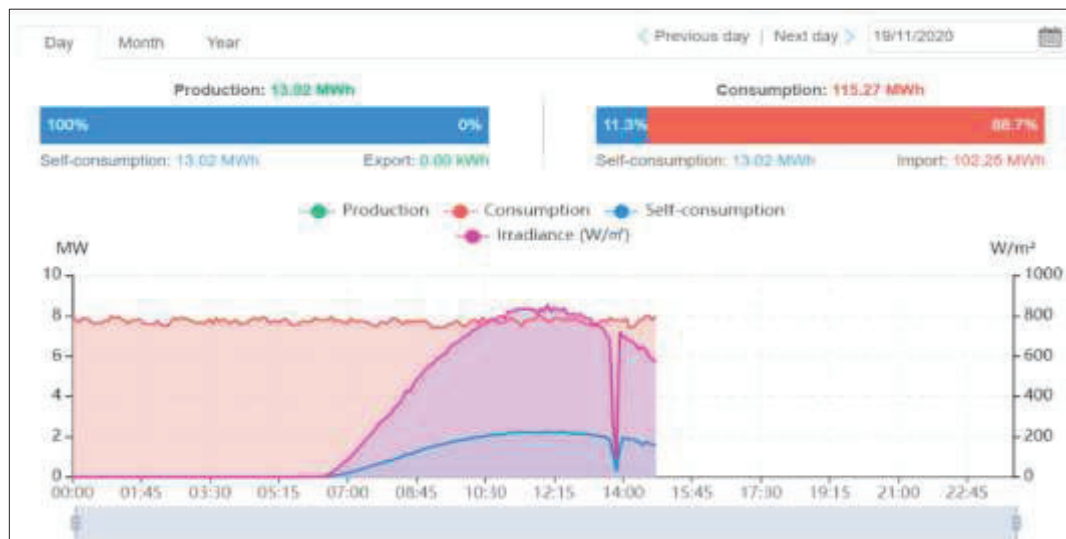 Day Month Year < Previous day | Next day > 19/11/2020
Production: 13.02 MWh Consumption: 115.27 MWh
100% 0% 11.3% 88.7%
Self-consumption: 13.02 MWh Export: 0.00 kWh Self-consumption: 13.02 MWh Import: 102.25 MWh
Production Consumption Self-consumption
Irradiance (W/㎡)
MW W/m²
10 1000
8 800
6 600
4 400
2 200
0 0
00:00 01:45 03:30 05:15 07:00 08:45 10:30 12:15 14:00 15:45 17:30 19:15 21:00 22:45